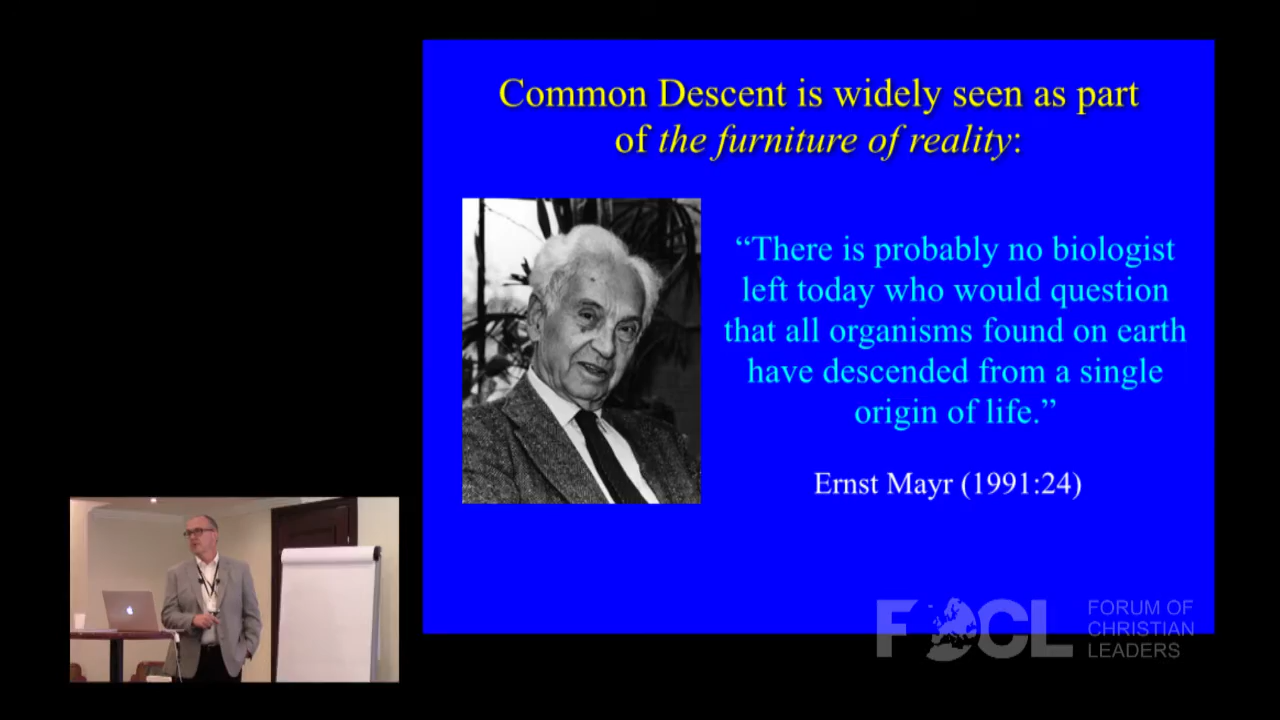 Common Descent is widely seen as part
of the furniture of reality:
“There is probably no biologist
left today who would question
that all organisms found on earth
have descended from a single
origin of life.”
Ernst Mayr (1991:24)
FOCL
FORUM OF
CHRISTIAN
LEADERS